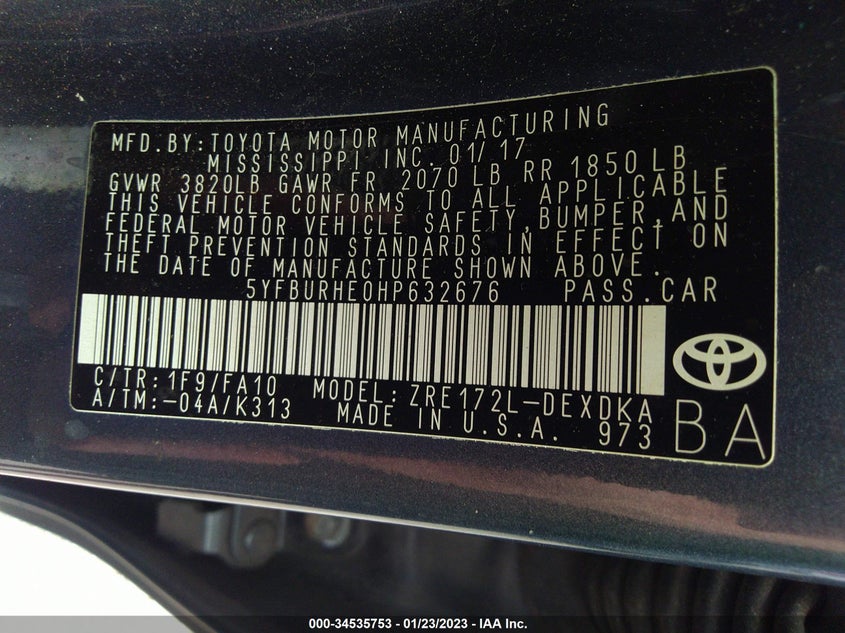 MFD.BY:TOYOTA MOTOR MANUFACTURING
MISSISSIPPI INC. 01/17
GVWR 3820LB GAWR FR 2070 LB RR 1850LB
THIS VEHICLE CONFORMS TO ALL APPLICABLE
FEDERAL MOTOR VEHICLE SAFETY,BUMPER,AND
THEFT PREVENTION STANDARDS IN EFFECT ON
THE DATE OF MANUFACTURE SHOWN ABOVE.
5YFBURHE0HP632676 PASS.CAR
C/TR:1F9/FA10 MODEL:ZRE172L-DEXDKA
A/TM:-04A/K313 MADE IN U.S.A. 973
BA
000-34535753 - 01/23/2023 - IAA Inc.